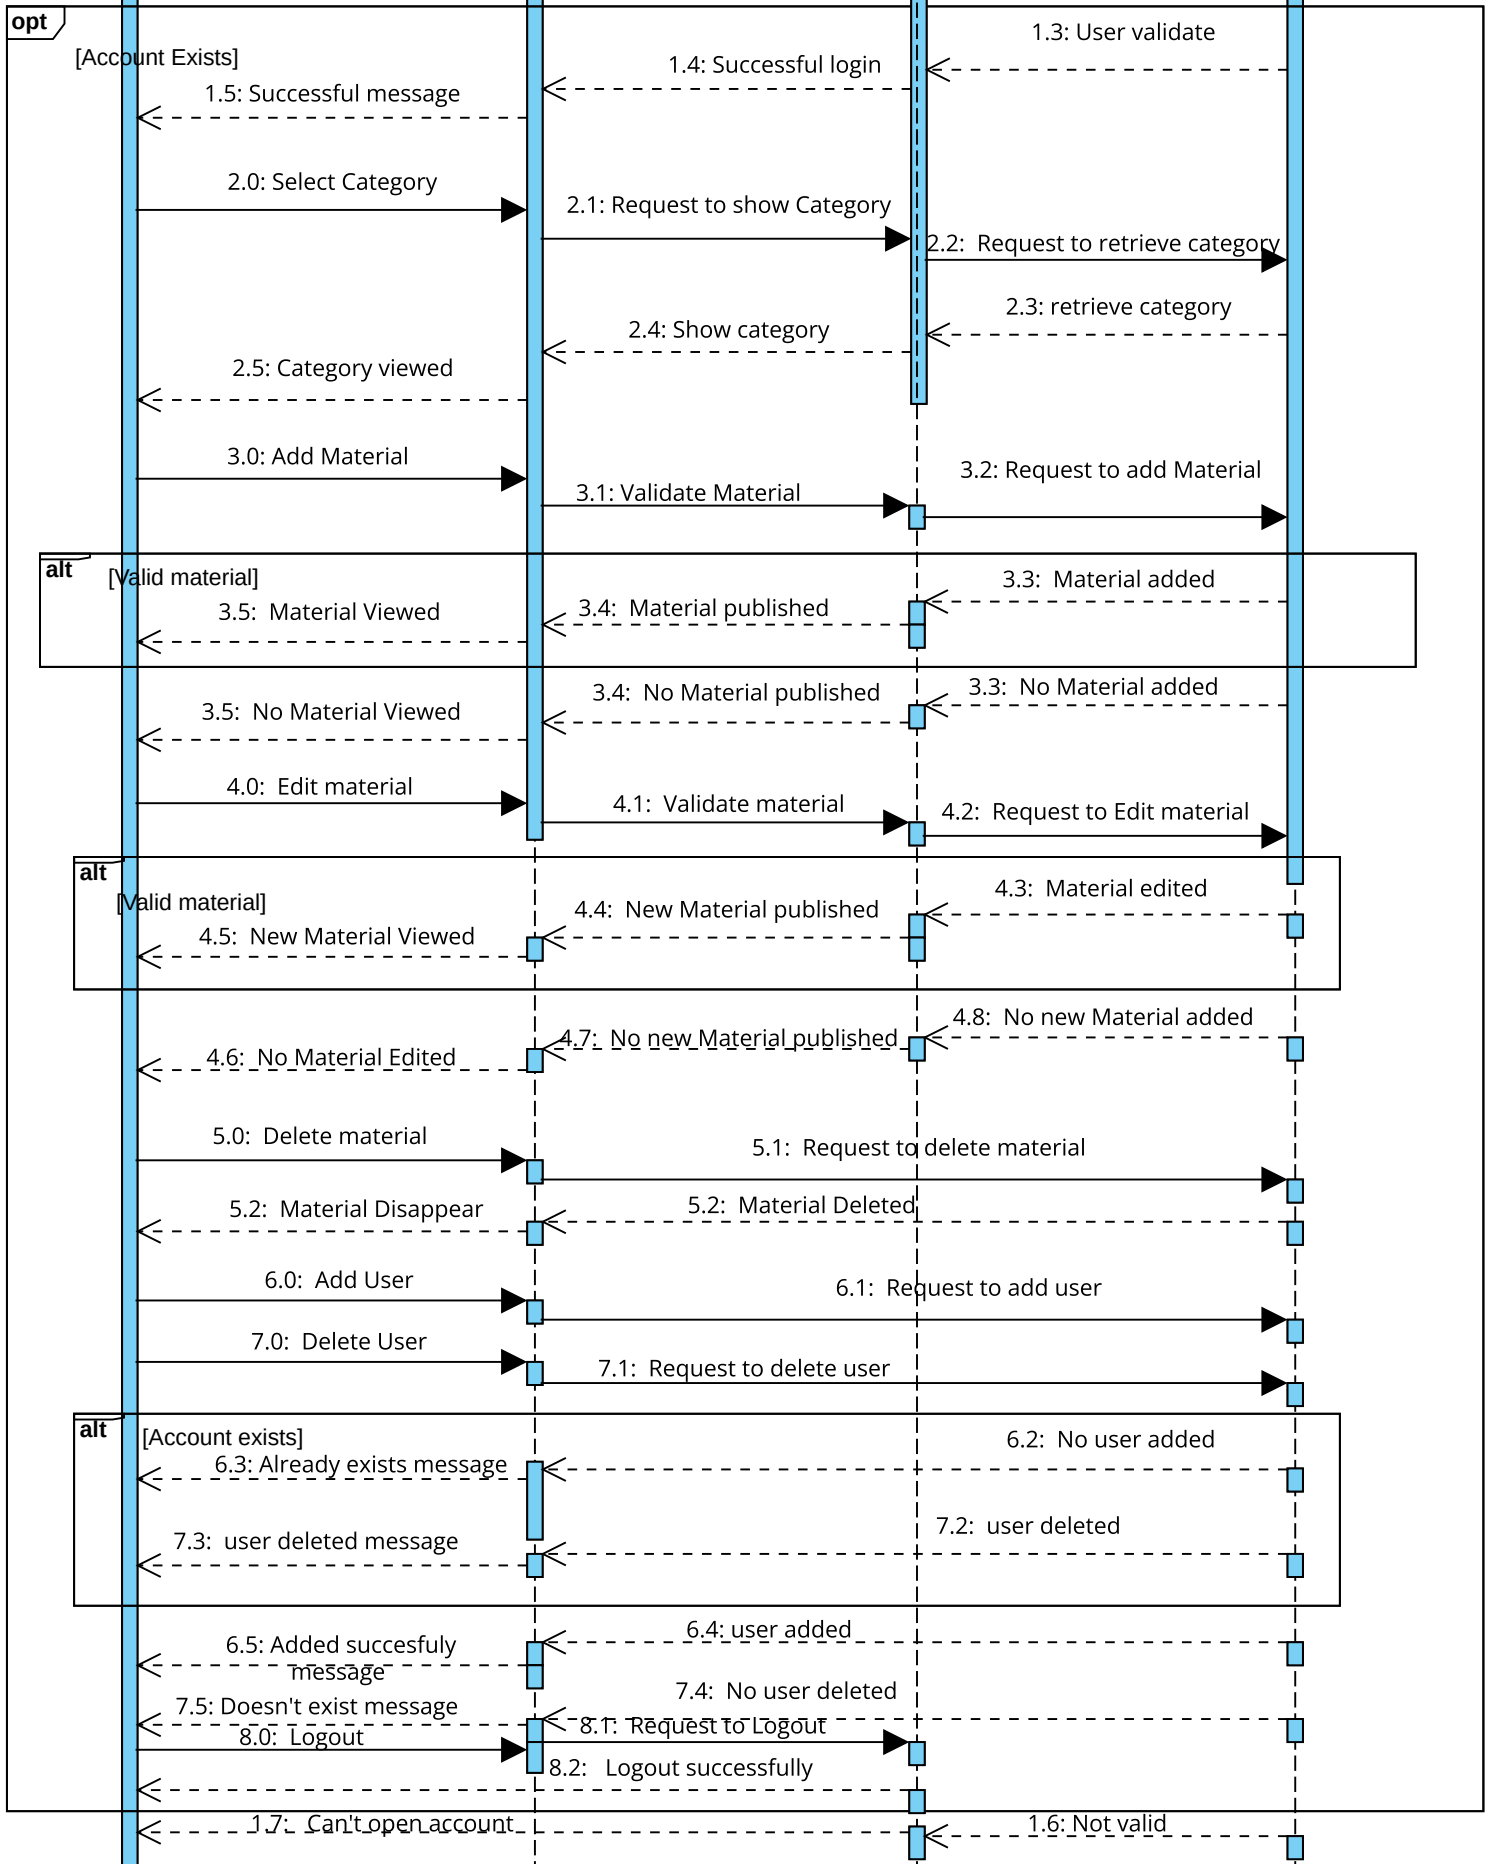 opt
1.3: User validate
[Account Exists]
1.4: Successful login
1.5: Successful message
2.0: Select Category
2.1: Request to show Category
2.2:  Request to retrieve category
2.3: retrieve category
2.4: Show category
2.5: Category viewed
3.0: Add Material
3.2: Request to add Material
3.1: Validate Material
alt
[Valid material]
3.3:  Material added
3.4:  Material published
3.5:  Material Viewed
3.3:  No Material added
3.4:  No Material published
3.5:  No Material Viewed
4.0:  Edit material
4.1:  Validate material
4.2:  Request to Edit material
alt
4.3:  Material edited
[Valid material]
4.4:  New Material published
4.5:  New Material Viewed
4.8:  No new Material added
4.7:  No new Material published
4.6:  No Material Edited
5.0:  Delete material
5.1:  Request to delete material
5.2:  Material Deleted
5.2:  Material Disappear
6.0:  Add User
6.1:  Request to add user
7.0:  Delete User
7.1:  Request to delete user
alt
[Account exists]
6.2:  No user added
6.3: Already exists message
7.2:  user deleted
7.3:  user deleted message
6.4: user added
6.5: Added succesfuly
message
7.4:  No user deleted
7.5: Doesn't exist message
8.1:  Request to Logout
8.0:  Logout
8.2:   Logout successfully
1.7:   Can't open account
1.6: Not valid